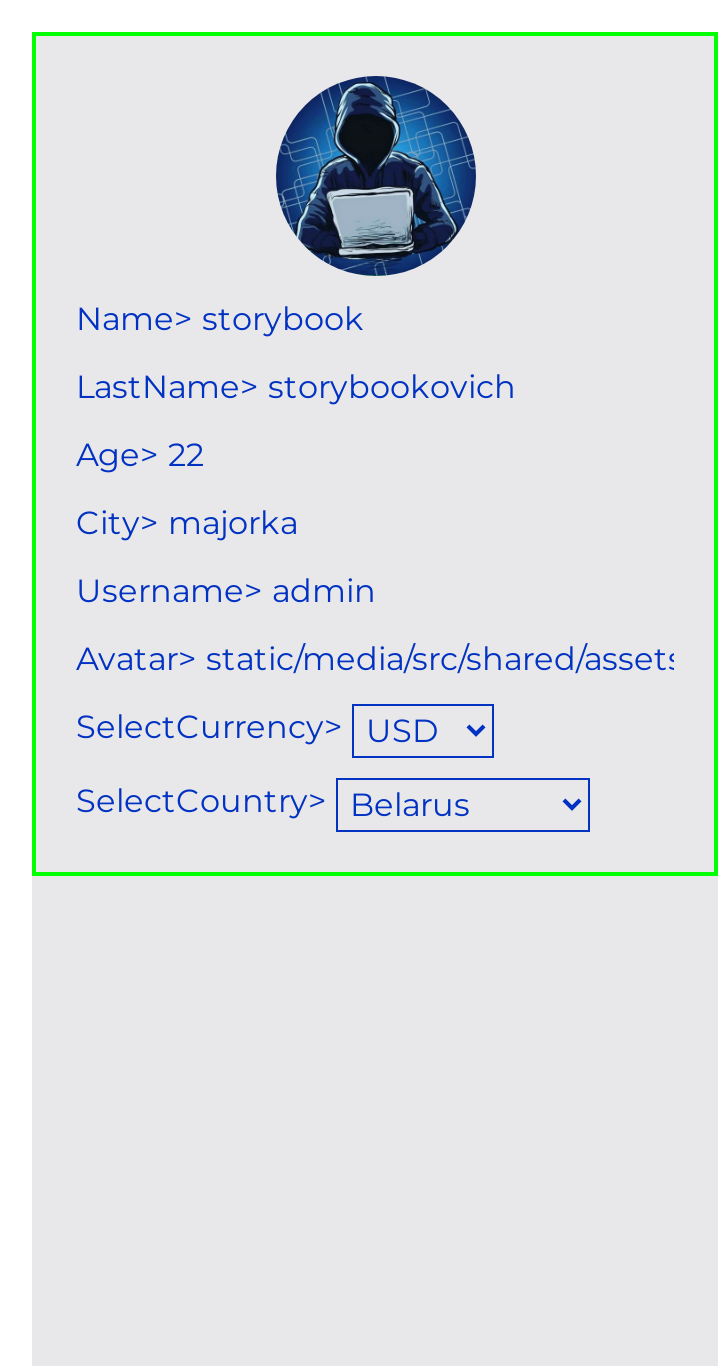 Name> storybook
LastName> storybookovich
Age> 22
City> majorka
Username> admin
Avatar> static/media/src/shared/assets
SelectCurrency> USD
SelectCountry> Belarus